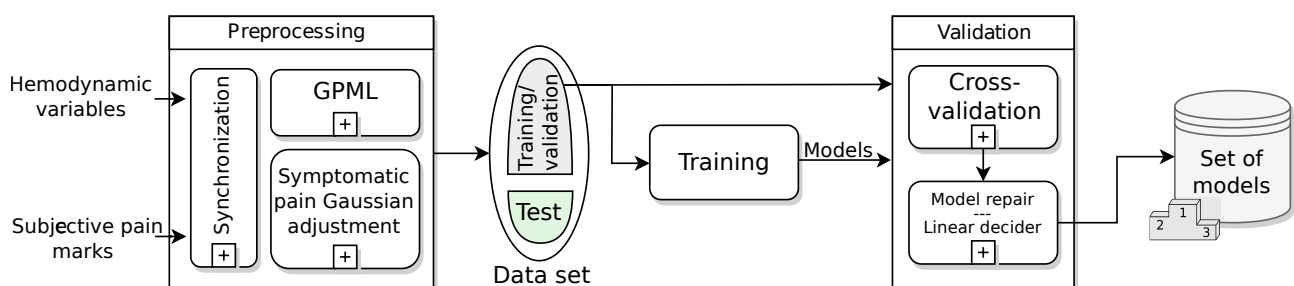 Preprocessing
Hemodynamic
variables
Subjective pain
marks
Synchronization
+
GPML
+
Symptomatic
pain Gaussian
adjustment
+
Training/
validation
Test
Data set
Training
Models
Validation
Cross-
validation
+
Model repair
---
Linear decider
+
Set of
models
1
2
3